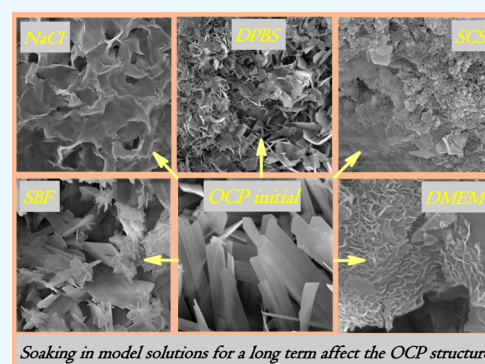 NaCl
DPBS
SCS
SBF
OCP initial
DMEM
Soaking in model solutions for a long term affect the OCP structure